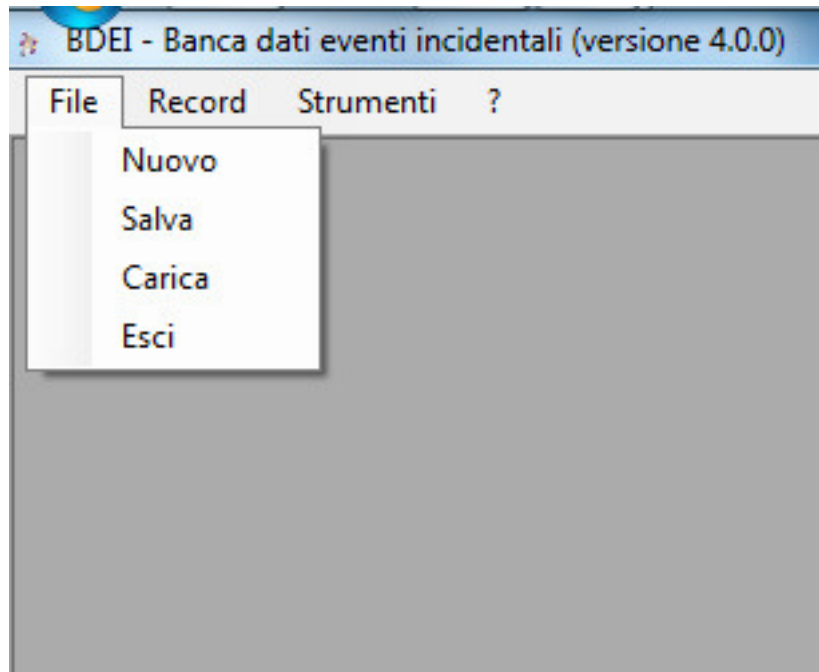 BDEI - Banca dati eventi incidentali (versione 4.0.0)
File Record Strumenti ?
Nuovo
Salva
Carica
Esci